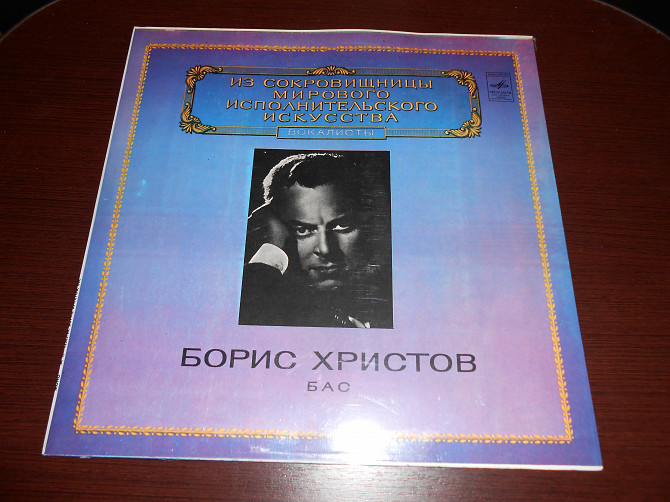 ИЗ СОКРОВИЩНИЦЫ
МИРОВОГО
ИСПОЛНИТЕЛЬСКОГО
ИСКУССТВА
ВОКАЛИСТЫ
БОРИС ХРИСТОВ
БАС